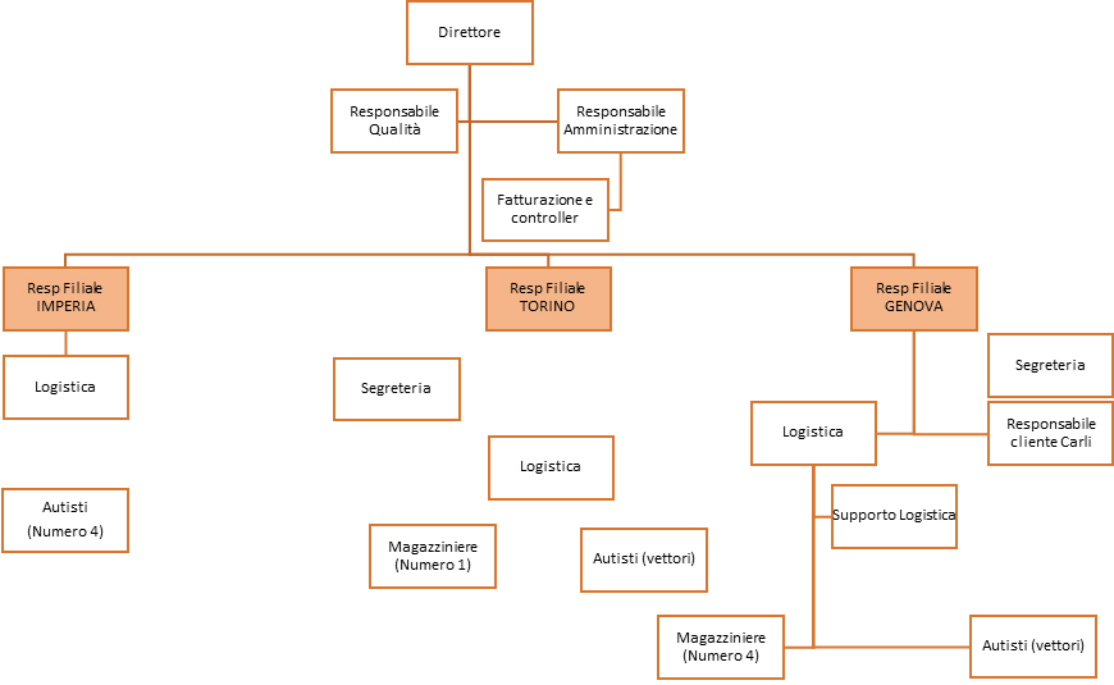 Direttore
Responsabile
Qualità
Responsabile
Amministrazione
Fatturazione e
controller
Resp Filiale
IMPERIA
Resp Filiale
TORINO
Resp Filiale
GENOVA
Logistica
Segreteria
Segreteria
Logistica
Responsabile
cliente Carli
Logistica
Autisti
(Numero 4)
Supporto Logistica
Magazziniere
(Numero 1)
Autisti (vettori)
Magazziniere
(Numero 4)
Autisti (vettori)